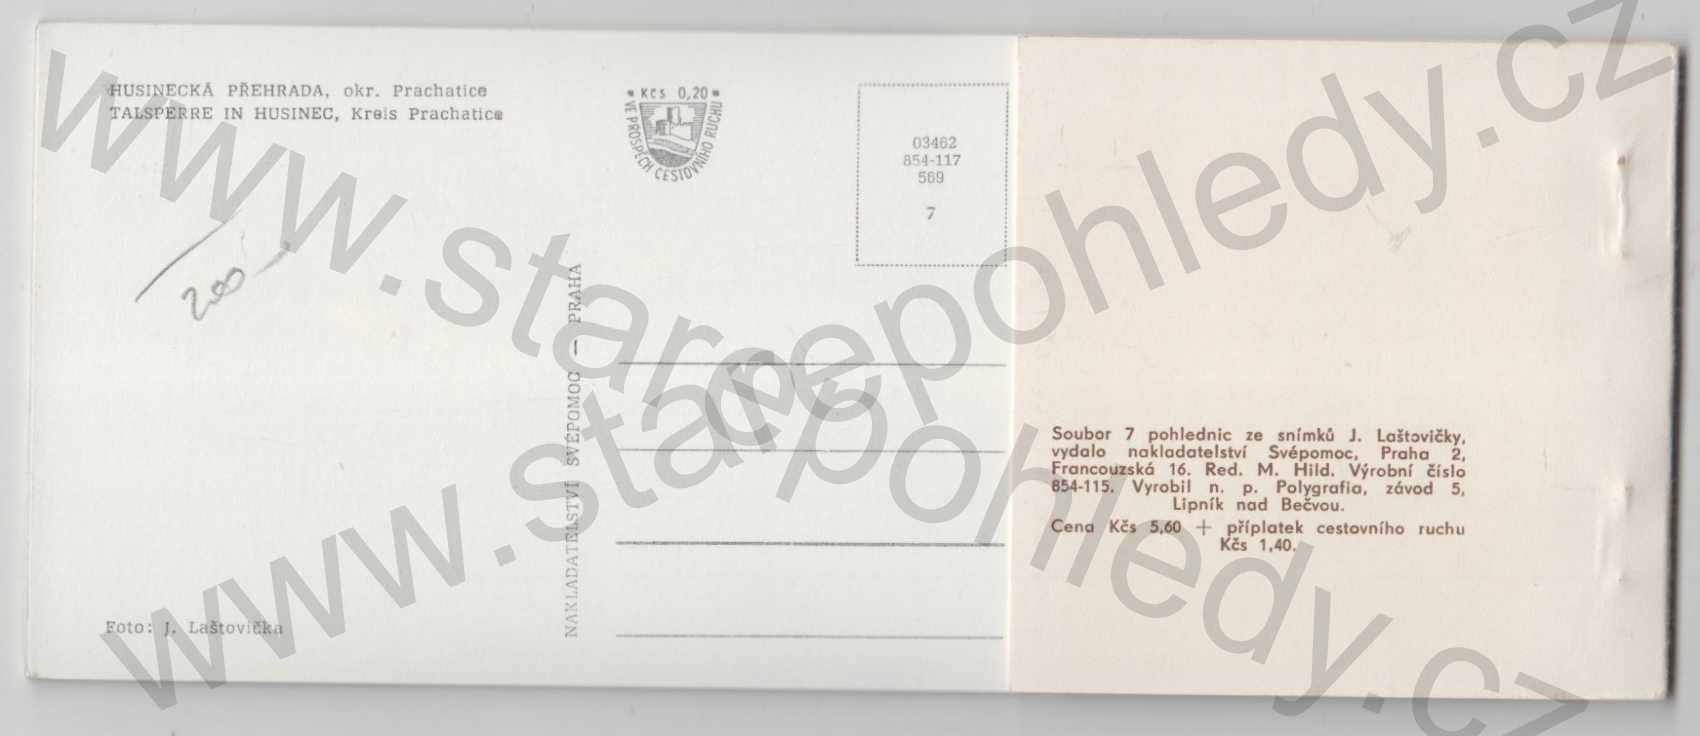 HUSINECKÁ PŘEHRADA, okr. Prachatice
TALSPERRE IN HUSINEC, Kreis Prachatice
* Kčs 0,20 *
VE PROSPĚCH CESTOVNÍHO RUCHU
03462
854-117
569
7
200
NAKLADATELSTVÍ SVÉPOMOC — PRAHA
Foto: J. Laštovička
Soubor 7 pohlednic ze snímků J. Laštovičky,
vydalo nakladatelství Svépomoc, Praha 2,
Francouzská 16. Red. M. Hild. Výrobní číslo
854-115. Vyrobil n. p. Polygrafia, závod 5,
Lipník nad Bečvou.
Cena Kčs 5,60 + příplatek cestovního ruchu
Kčs 1,40.
www.starepohledy.cz
www.starepohledy.cz